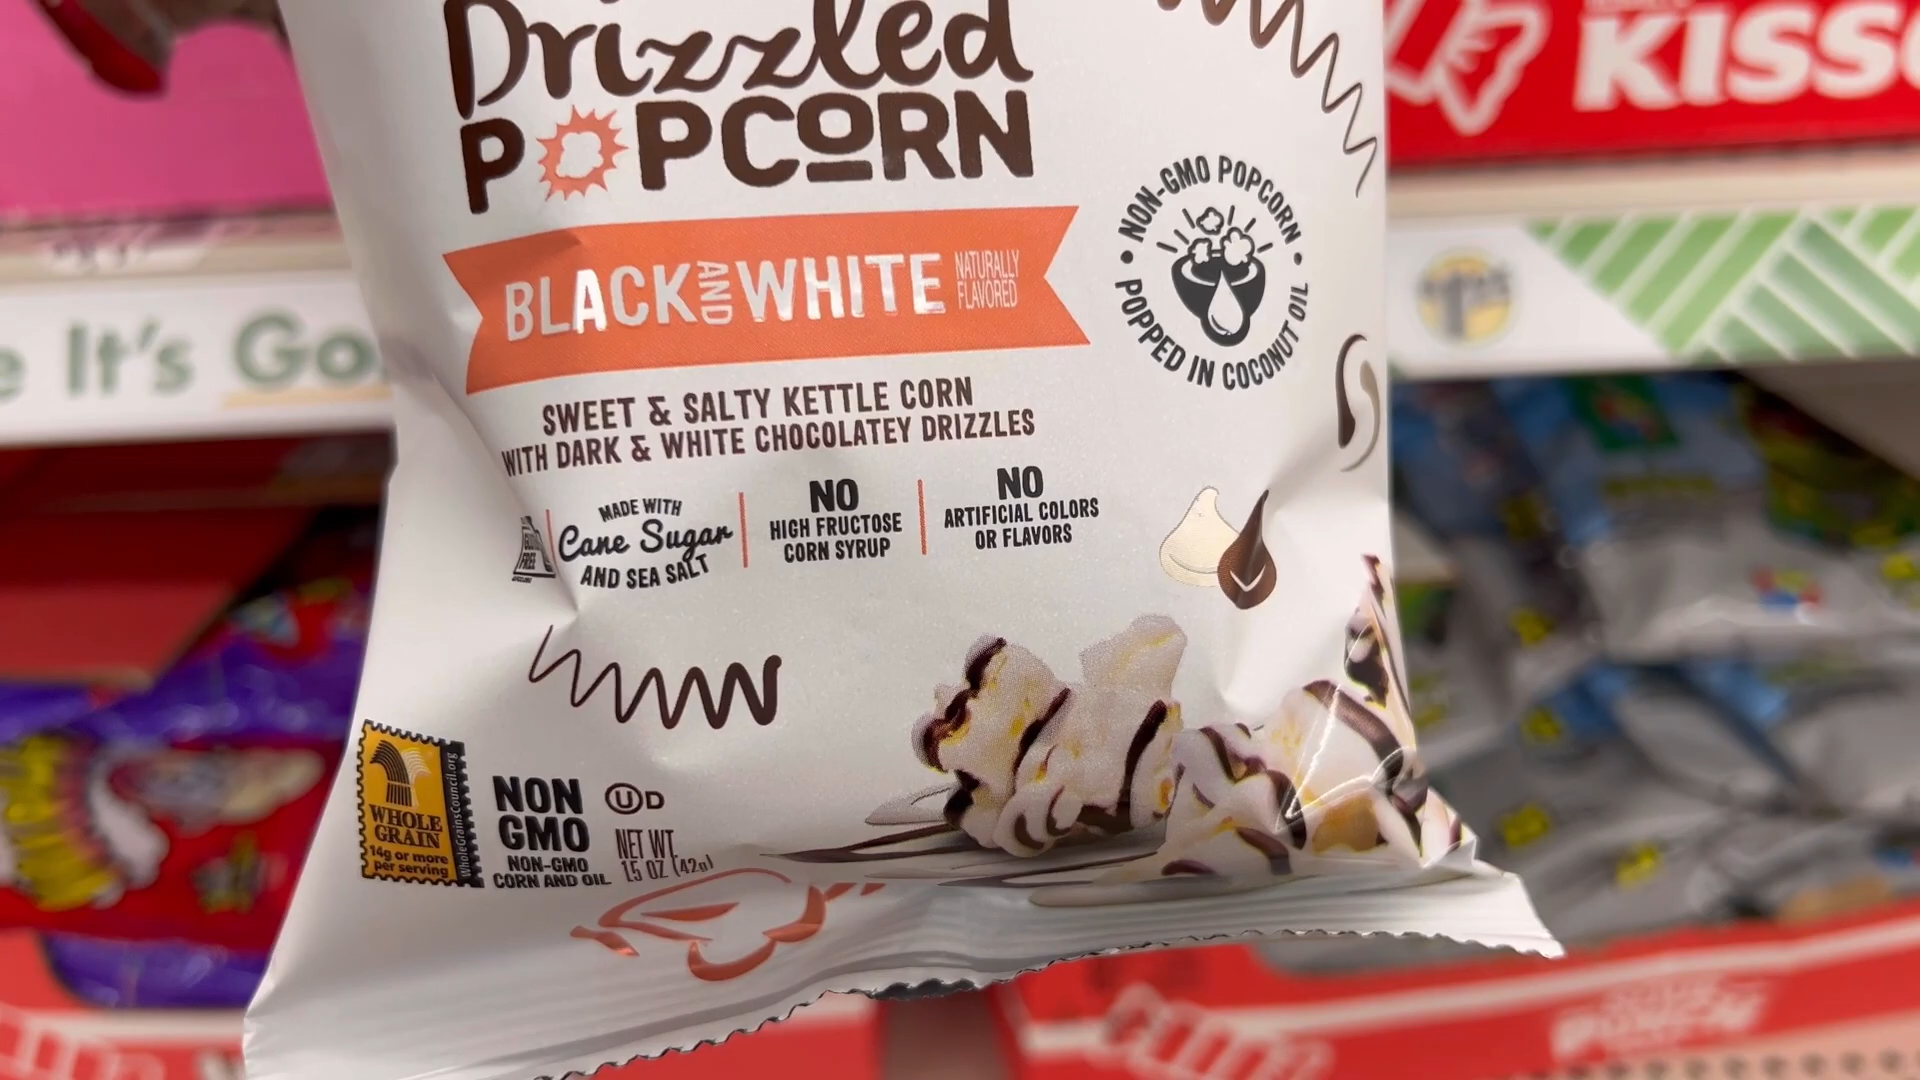 Drizzled
POPCORN
BLACK AND WHITE NATURALLY FLAVORED
SWEET & SALTY KETTLE CORN
WITH DARK & WHITE CHOCOLATEY DRIZZLES
MADE WITH
Cane Sugar
AND SEA SALT
NO
HIGH FRUCTOSE
CORN SYRUP
NO
ARTIFICIAL COLORS
OR FLAVORS
• NON-GMO POPCORN •
POPPED IN COCONUT OIL
WHOLE
GRAIN
14g or more
per serving
WholeGrainsCouncil.org
NON
GMO
NON-GMO
CORN AND OIL
UD
NET WT.
1.5 OZ (42g)
It's